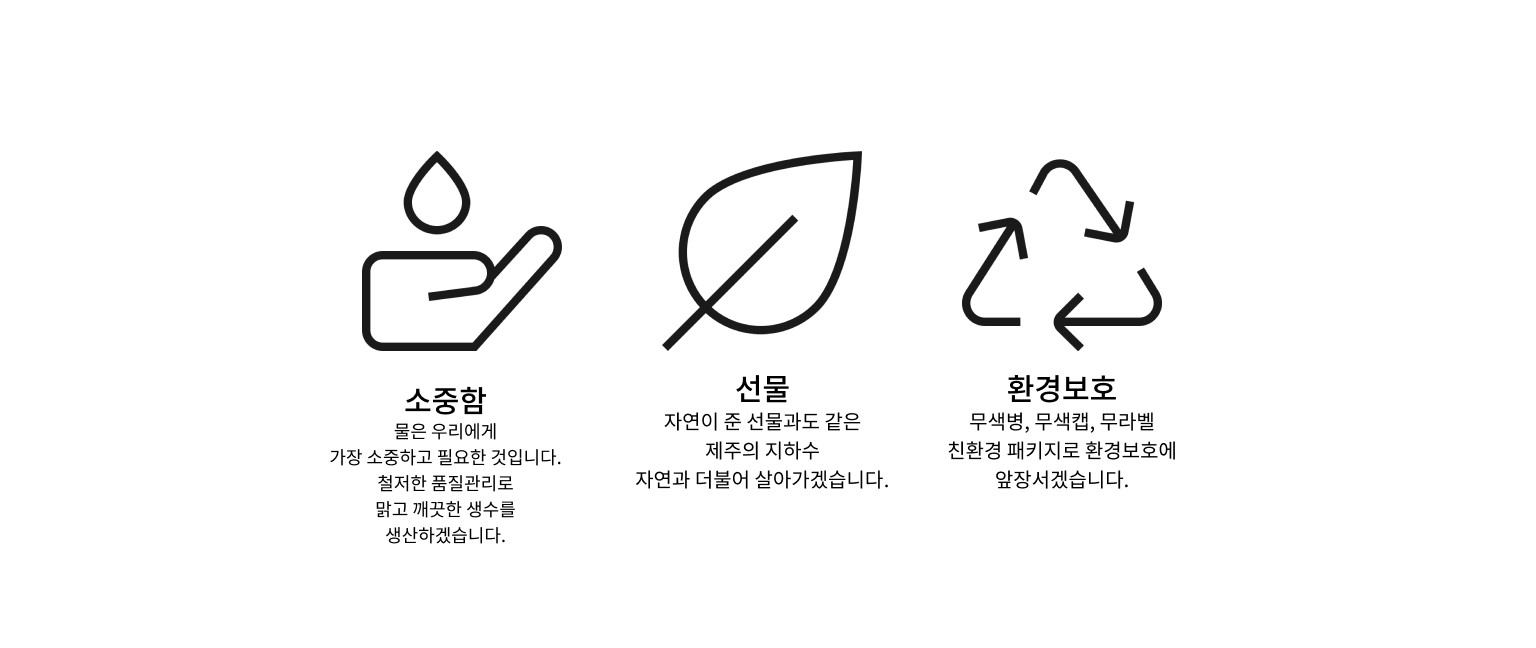 소중함
물은 우리에게
가장 소중하고 필요한 것입니다.
철저한 품질관리로
맑고 깨끗한 생수를
생산하겠습니다.
선물
자연이 준 선물과도 같은
제주의 지하수
자연과 더불어 살아가겠습니다.
환경보호
무색병, 무색캡, 무라벨
친환경 패키지로 환경보호에
앞장서겠습니다.